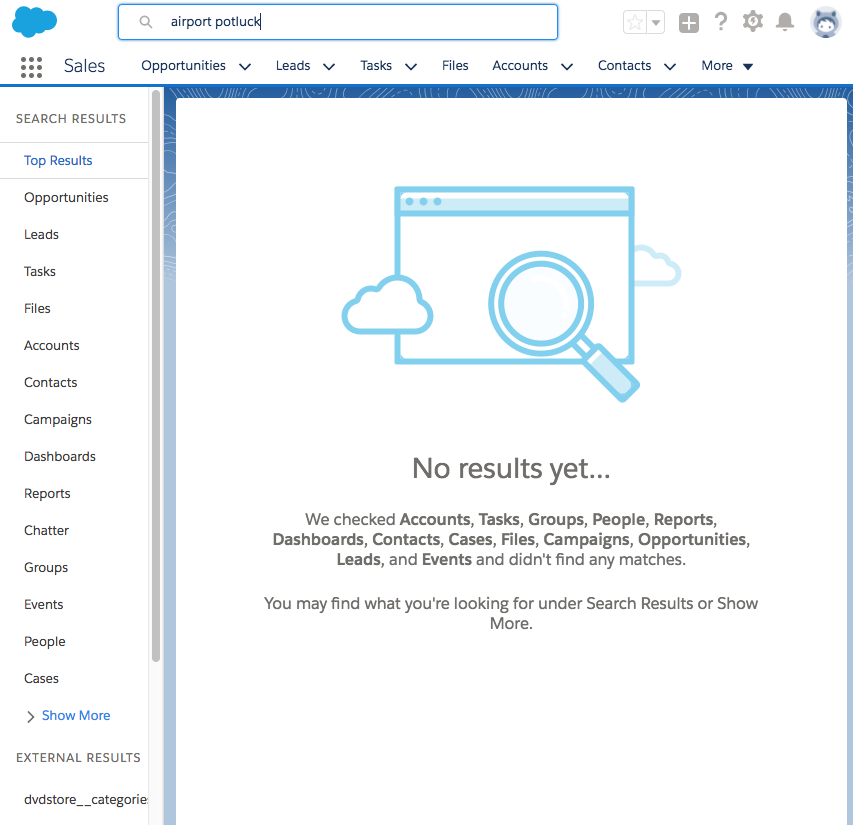 airport potluck
Sales
Opportunities
Leads
Tasks
Files
Accounts
Contacts
More
SEARCH RESULTS
Top Results
Opportunities
Leads
Tasks
Files
Accounts
Contacts
Campaigns
Dashboards
Reports
Chatter
Groups
Events
People
Cases
Show More
EXTERNAL RESULTS
dvdstore__categories
No results yet...
We checked Accounts, Tasks, Groups, People, Reports,
Dashboards, Contacts, Cases, Files, Campaigns, Opportunities,
Leads, and Events and didn't find any matches.
You may find what you're looking for under Search Results or Show
More.